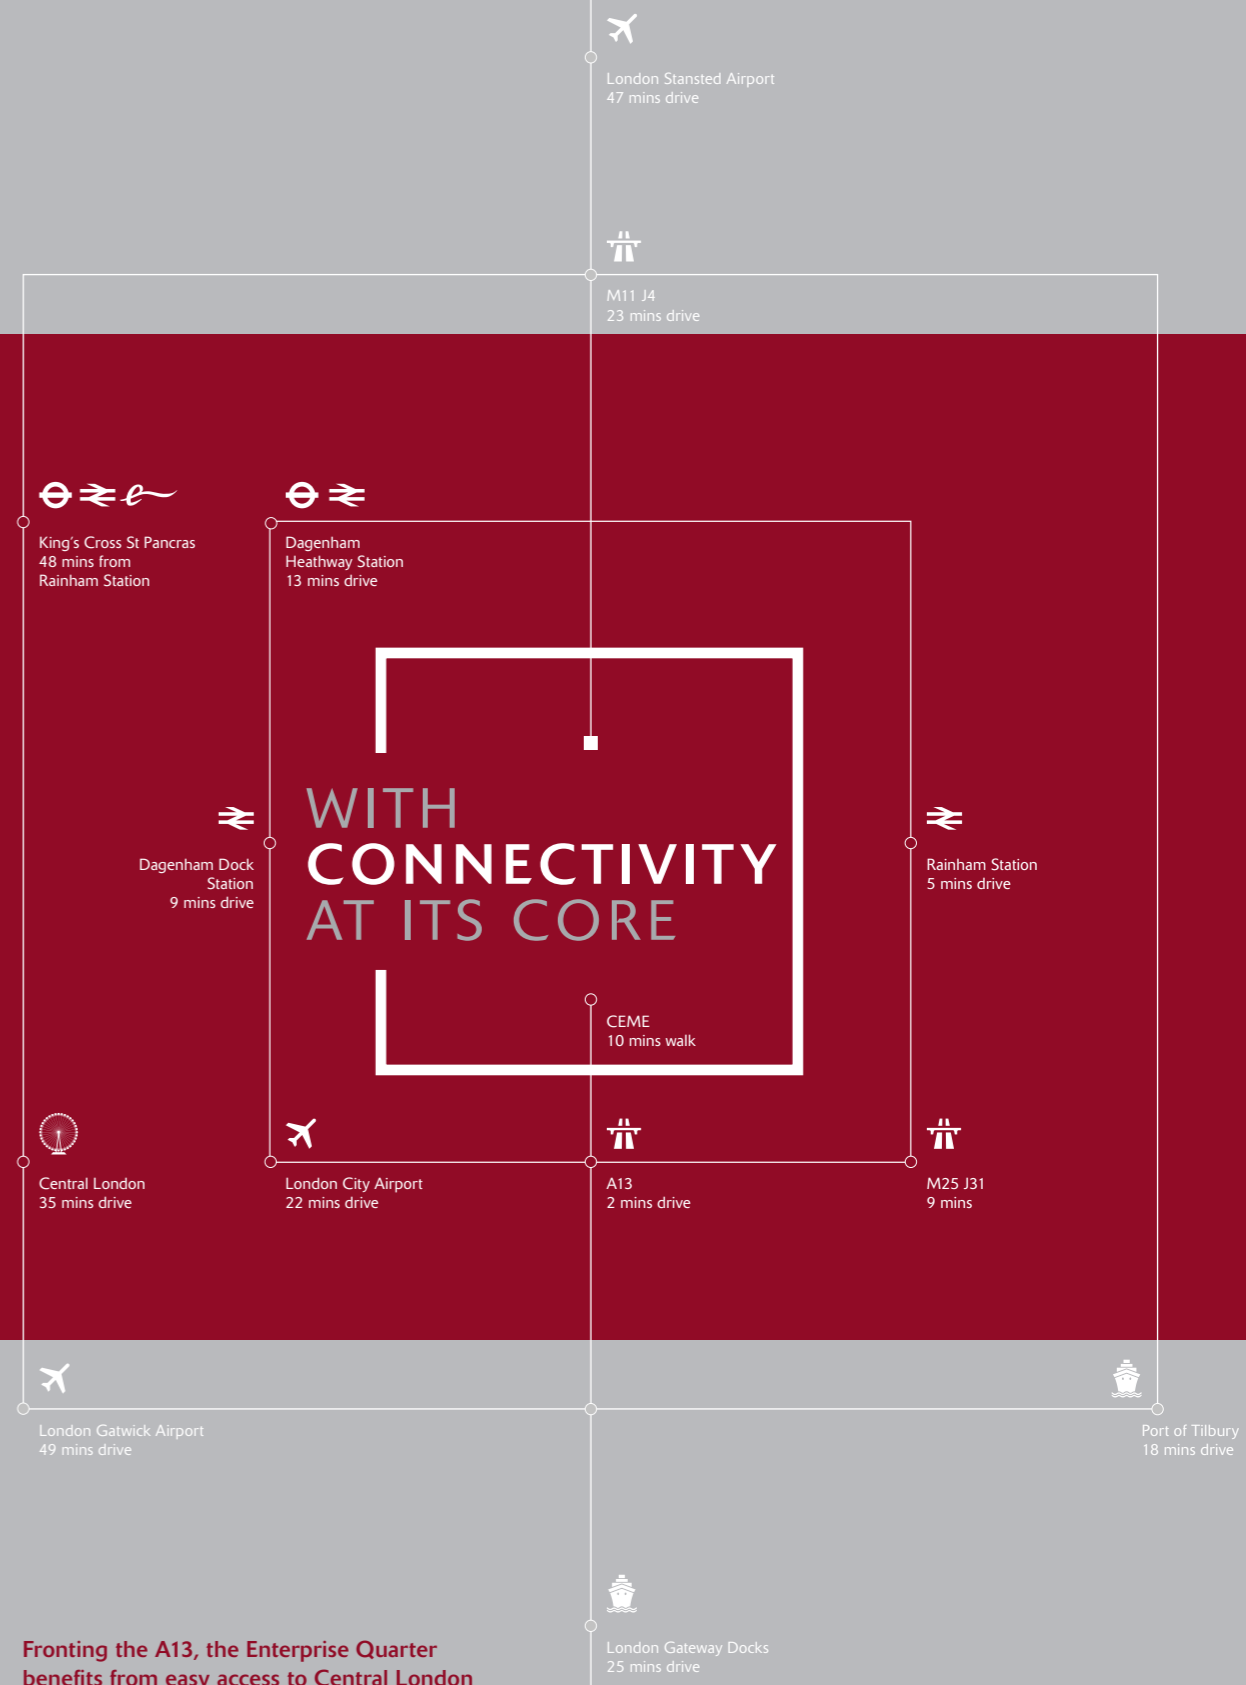 London Stansted Airport
47 mins drive
M11 J4
23 mins drive
King's Cross St Pancras
48 mins from
Rainham Station
Dagenham
Heathway Station
13 mins drive
WITH
CONNECTIVITY
AT ITS CORE
Dagenham Dock
Station
9 mins drive
Rainham Station
5 mins drive
CEME
10 mins walk
Central London
35 mins drive
London City Airport
22 mins drive
A13
2 mins drive
M25 J31
9 mins
London Gatwick Airport
49 mins drive
Port of Tilbury
18 mins drive
London Gateway Docks
25 mins drive
Fronting the A13, the Enterprise Quarter
benefits from easy access to Central London